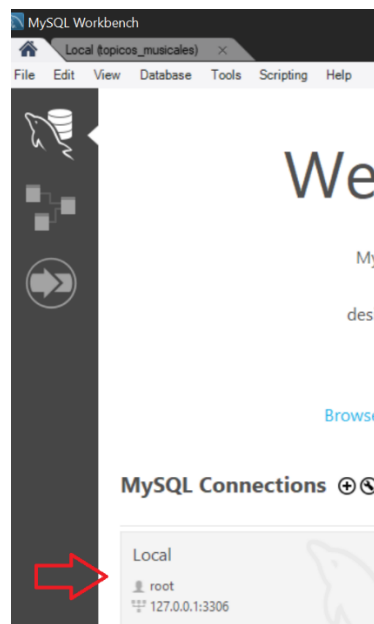 MySQL Workbench
Local (topicos_musicales) ×
File Edit View Database Tools Scripting Help
We
My
des
Browse
MySQL Connections
Local
root
127.0.0.1:3306